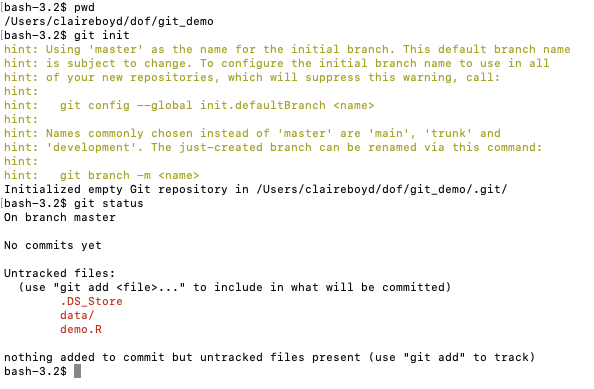 [bash-3.2$ pwd
/Users/claireboyd/dof/git_demo
[bash-3.2$ git init
hint: Using 'master' as the name for the initial branch. This default branch name
hint: is subject to change. To configure the initial branch name to use in all
hint: of your new repositories, which will suppress this warning, call:
hint:
hint:   git config --global init.defaultBranch <name>
hint:
hint: Names commonly chosen instead of 'master' are 'main', 'trunk' and
hint: 'development'. The just-created branch can be renamed via this command:
hint:
hint:   git branch -m <name>
Initialized empty Git repository in /Users/claireboyd/dof/git_demo/.git/
[bash-3.2$ git status
On branch master

No commits yet

Untracked files:
  (use "git add <file>..." to include in what will be committed)
        .DS_Store
        data/
        demo.R

nothing added to commit but untracked files present (use "git add" to track)
bash-3.2$